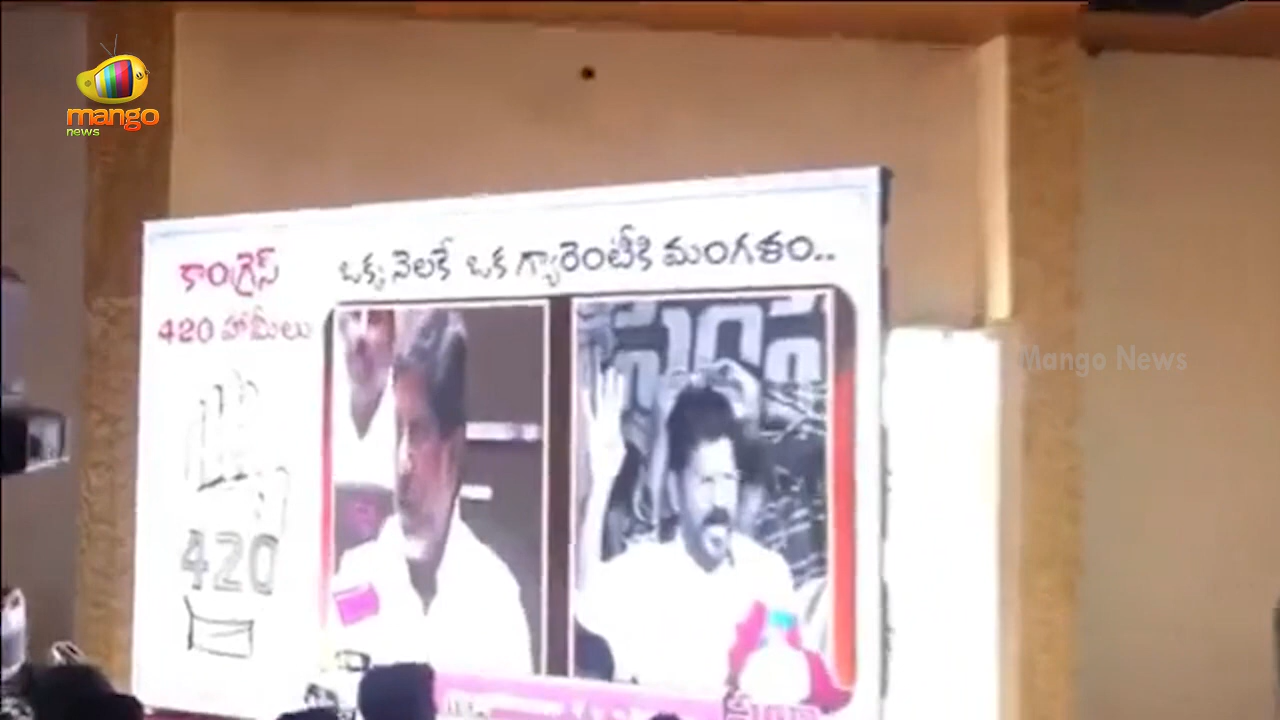 mango
news
కాంగ్రెస్
420 హామీలు
ఒక్క నెలకే ఒక గ్యారెంటీకి మంగళం..
420
Mango News